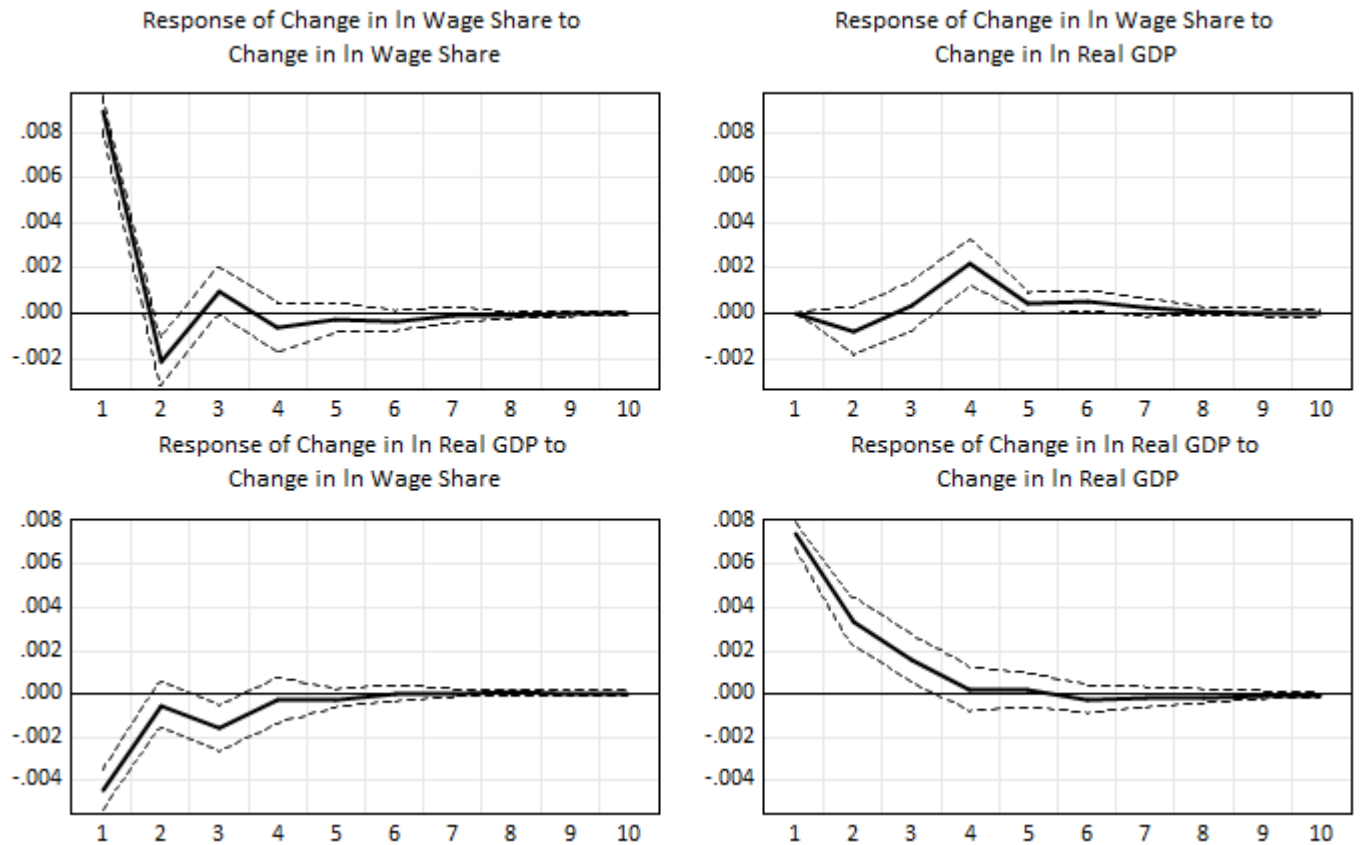 Response of Change in ln Wage Share to
Change in ln Wage Share
.008
.006
.004
.002
.000
-.002
1 2 3 4 5 6 7 8 9 10
Response of Change in ln Wage Share to
Change in ln Real GDP
.008
.006
.004
.002
.000
-.002
1 2 3 4 5 6 7 8 9 10
Response of Change in ln Real GDP to
Change in ln Wage Share
.008
.006
.004
.002
.000
-.002
-.004
1 2 3 4 5 6 7 8 9 10
Response of Change in ln Real GDP to
Change in ln Real GDP
.008
.006
.004
.002
.000
-.002
-.004
1 2 3 4 5 6 7 8 9 10